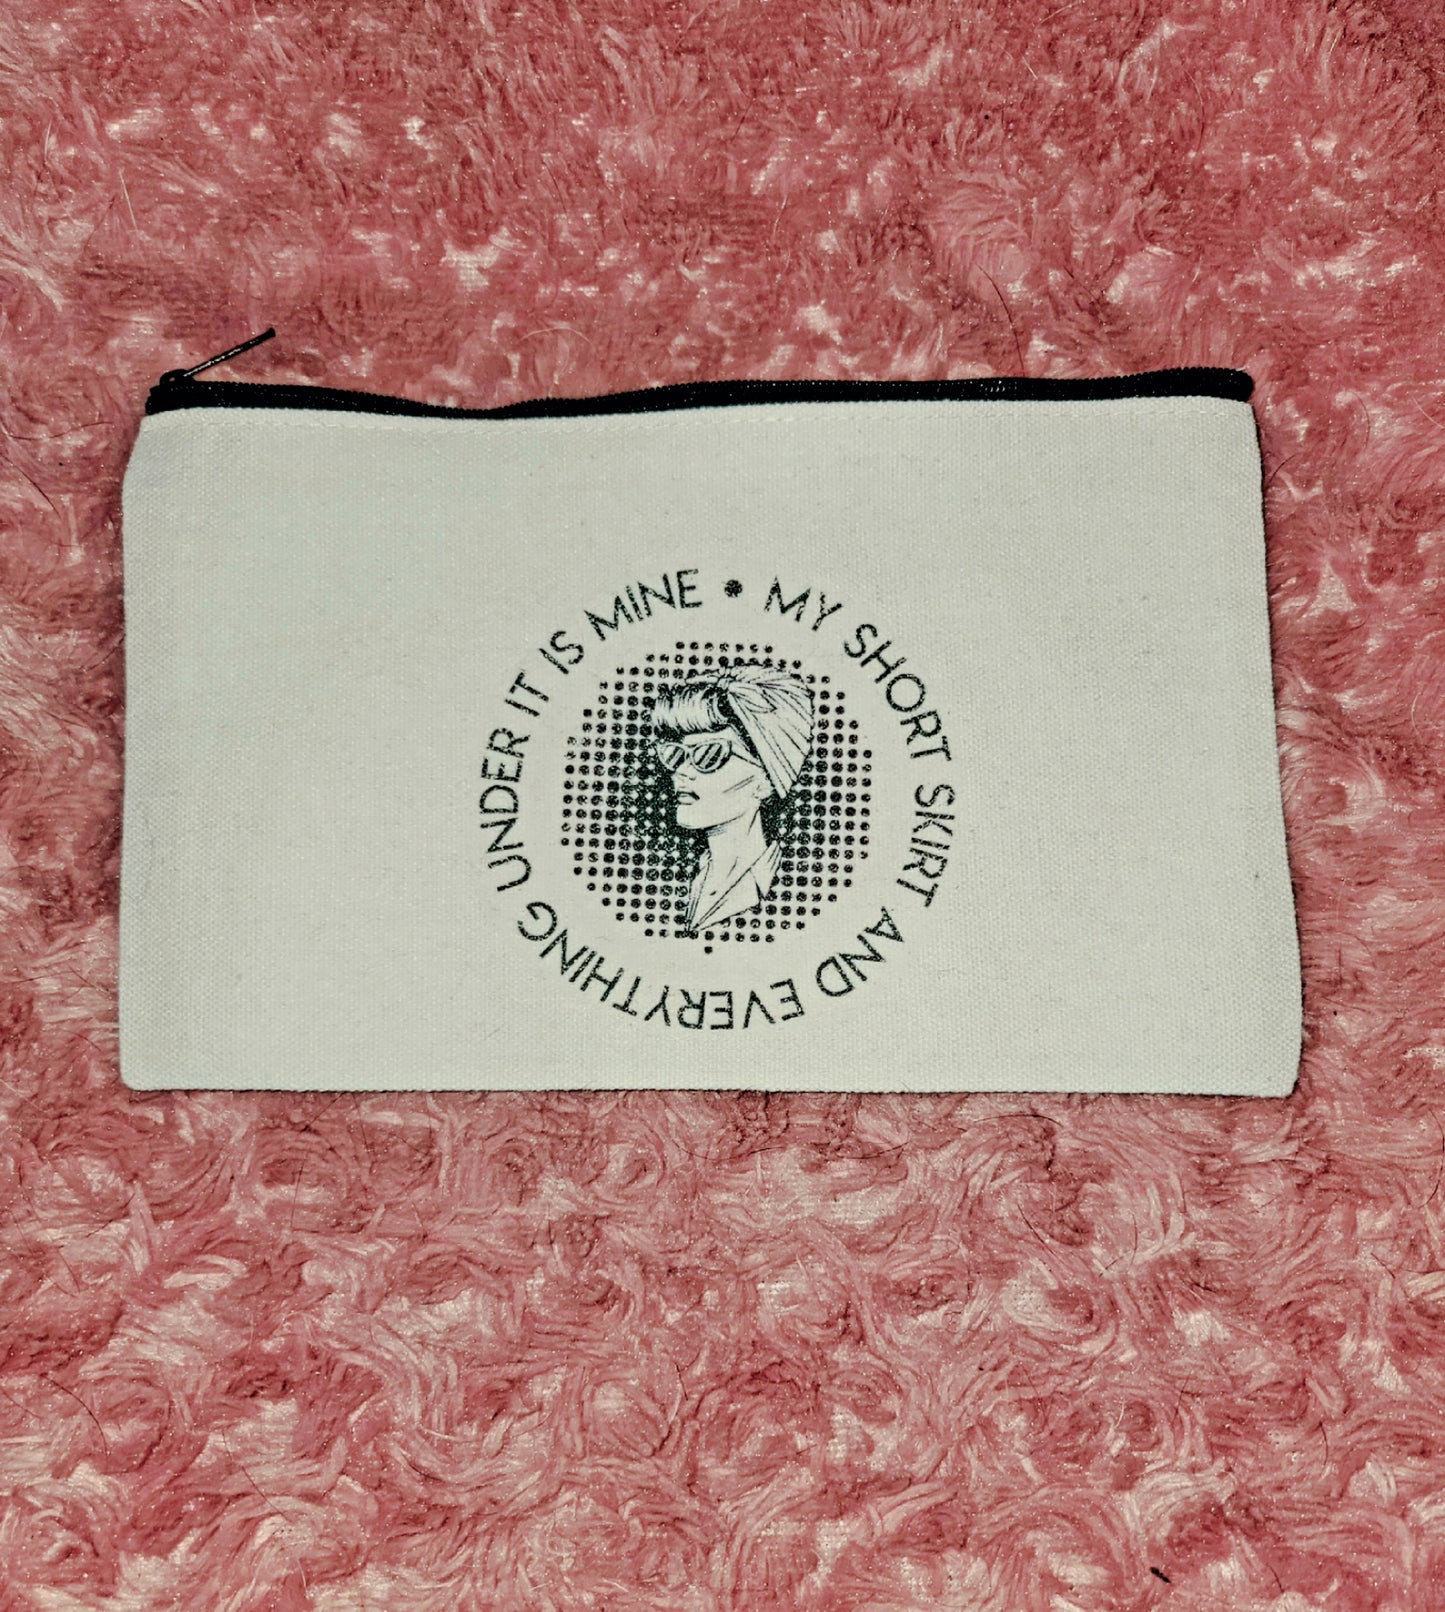 MY SHORT SKIRT AND EVERYTHING UNDER IT IS MINE •